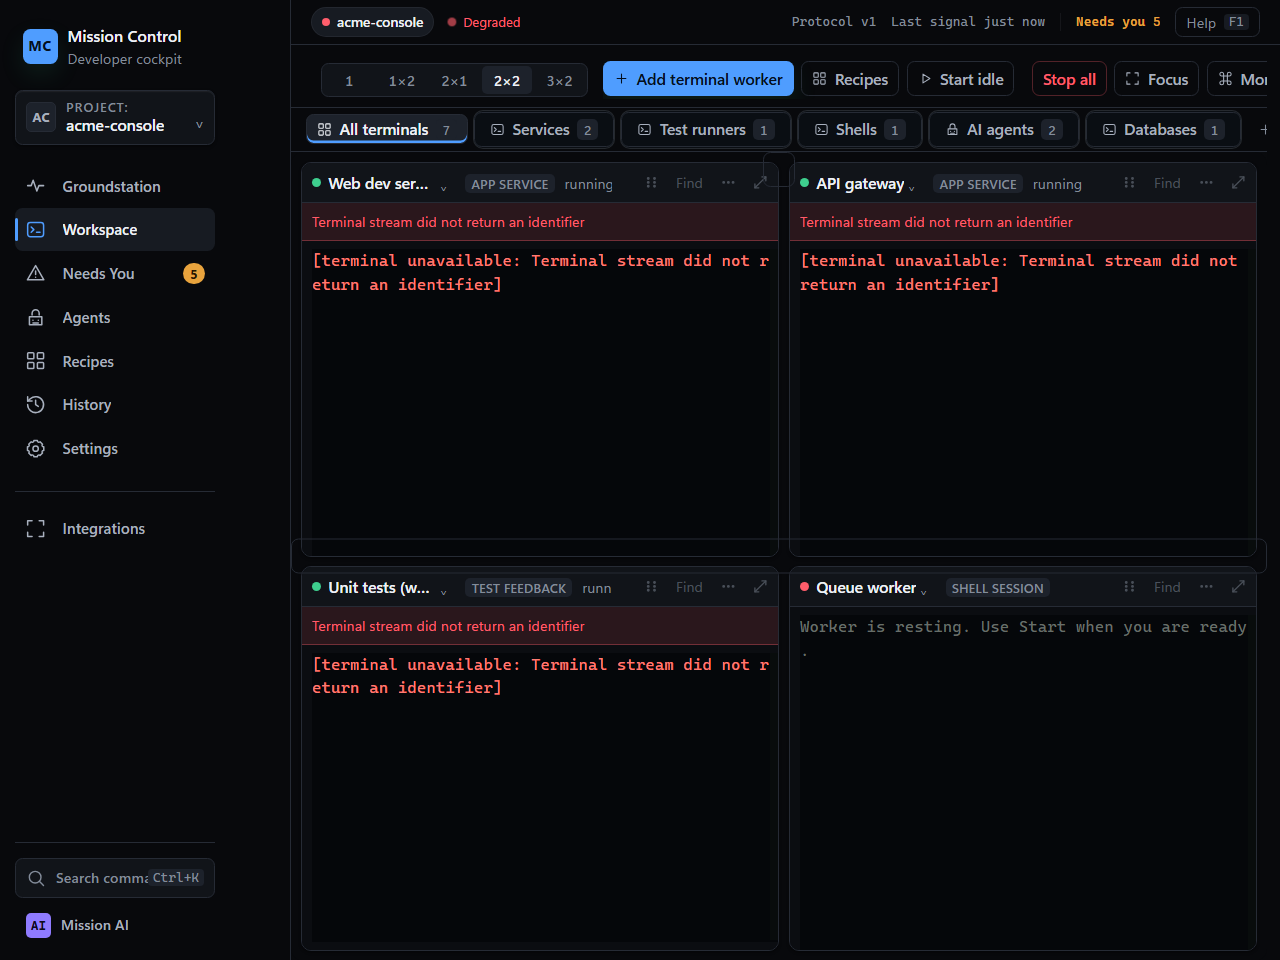 MC
Mission Control
Developer cockpit
AC
PROJECT:
acme-console
Groundstation
Workspace
Needs You
5
Agents
Recipes
History
Settings
Integrations
Ctrl+K
AI
Mission AI
acme-console
Degraded
Protocol v1
Last signal just now
Needs you 5
Help F1
1
1×2
2×1
2×2
3×2
+ Add terminal worker
Recipes
Start idle
Stop all
Focus
All terminals 7
Services 2
Test runners 1
Shells 1
AI agents 2
Databases 1
+
Web dev ser...
APP SERVICE
running
Find
...
Terminal stream did not return an identifier
[terminal unavailable: Terminal stream did not r
eturn an identifier]
API gateway
APP SERVICE
running
Find
...
Terminal stream did not return an identifier
[terminal unavailable: Terminal stream did not
return an identifier]
Unit tests (w...
TEST FEEDBACK
runn
Find
...
Terminal stream did not return an identifier
[terminal unavailable: Terminal stream did not r
eturn an identifier]
Queue worker
SHELL SESSION
Find
...
Worker is resting. Use Start when you are ready
.